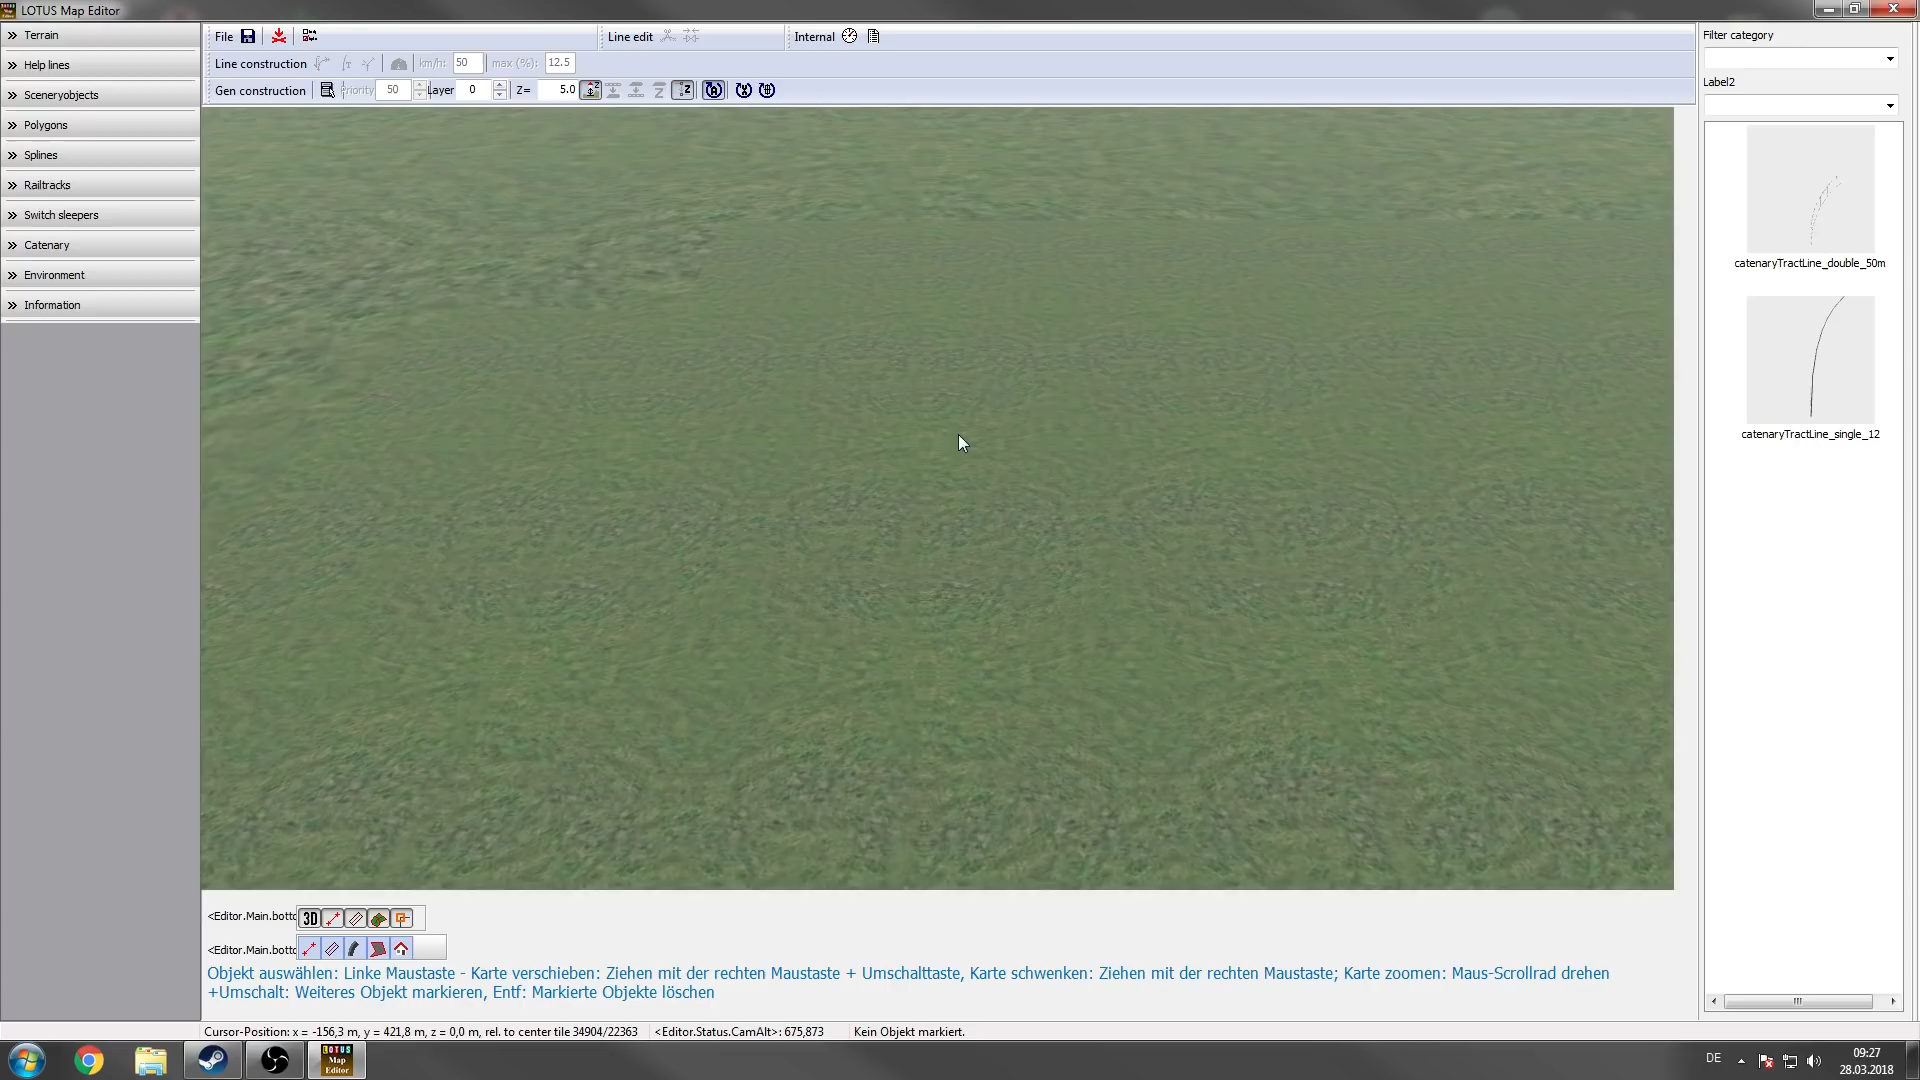 LOTUS Map Editor
Terrain
Help lines
Sceneryobjects
Polygons
Splines
Railtracks
Switch sleepers
Catenary
Environment
Information
File
Line edit
Internal
Line construction
km/h: 50
max (%): 12.5
Gen construction
Priority 50
Layer 0
Z= 5.0
Filter category
Label2
catenaryTractLine_double_50m
catenaryTractLine_single_12
<Editor.Main.botto
3D
<Editor.Main.botto
Objekt auswählen: Linke Maustaste - Karte verschieben: Ziehen mit der rechten Maustaste + Umschalttaste, Karte schwenken: Ziehen mit der rechten Maustaste; Karte zoomen: Maus-Scrollrad drehen
+Umschalt: Weiteres Objekt markieren, Entf: Markierte Objekte löschen
Cursor-Position: x = -156,3 m, y = 421,8 m, z = 0,0 m, rel. to center tile 34904/22363
<Editor.Status.CamAlt>: 675,873
Kein Objekt markiert.
LOTUS
Map
Editor
DE
09:27
28.03.2018